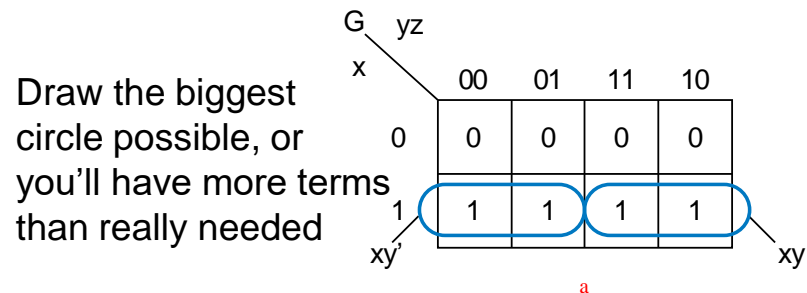 G yz
x
00 01 11 10
Draw the biggest
circle possible, or
you’ll have more terms
than really needed
0 0 0 0 0
1 1 1 1 1
xy’ xy
a